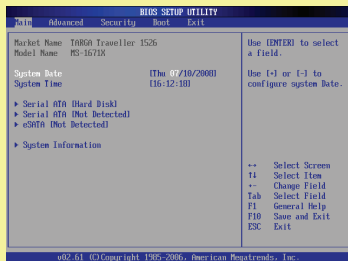 BIOS SETUP UTILITY
Main Advanced Security Boot Exit
Market Name TARGA Traveller 1526
Model Name MS-1671X
System Date [Thu 07/10/2008]
System Time [16:12:18]
▶ Serial ATA [Hard Disk]
▶ Serial ATA [Not Detected]
▶ eSATA [Not Detected]
▶ System Information
Use [ENTER] to select
a field.
Use [+] or [-] to
configure system Date.
↔ Select Screen
↑↓ Select Item
+- Change Field
Tab Select Field
F1 General Help
F10 Save and Exit
ESC Exit
v02.61 (C)Copyright 1985-2006, American Megatrends, Inc.